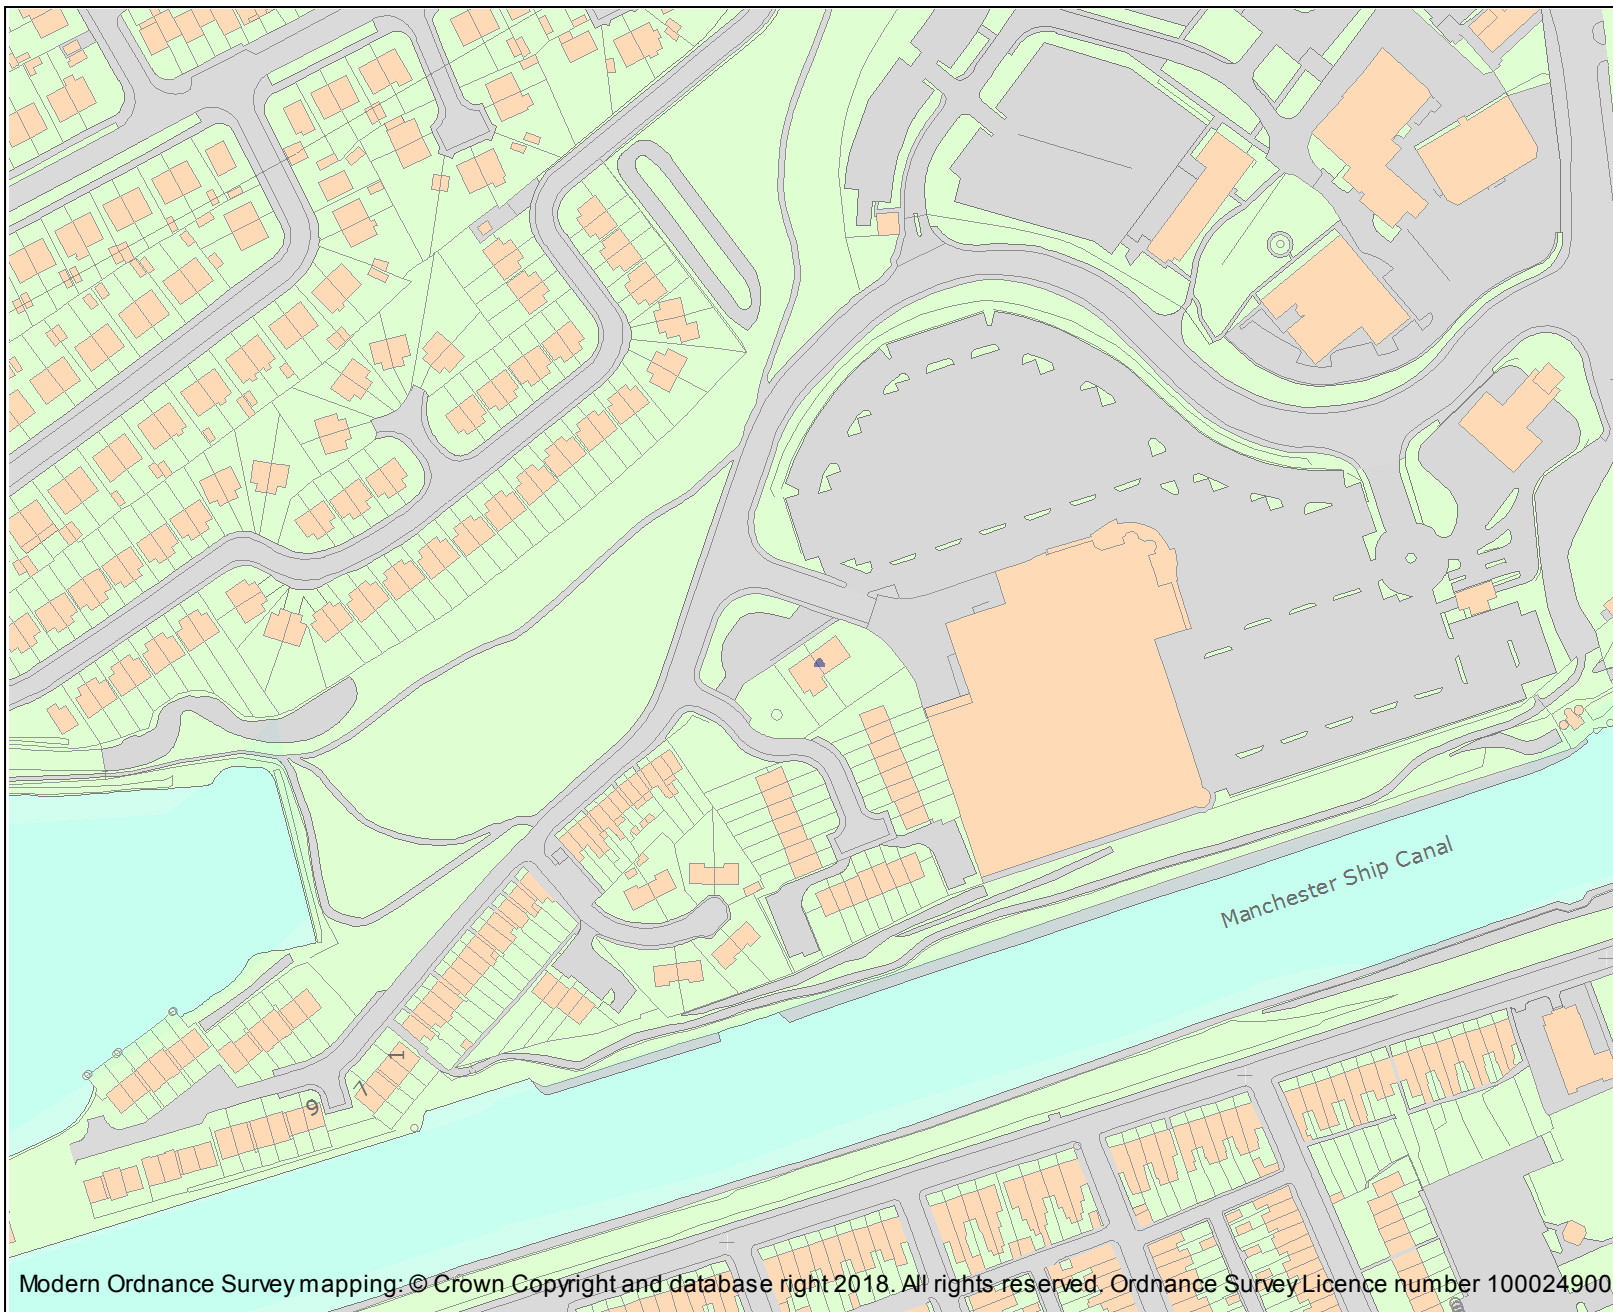 Manchester Ship Canal
1
7
9
Modern Ordnance Survey mapping: © Crown Copyright and database right 2018. All rights reserved. Ordnance Survey Licence number 100024900